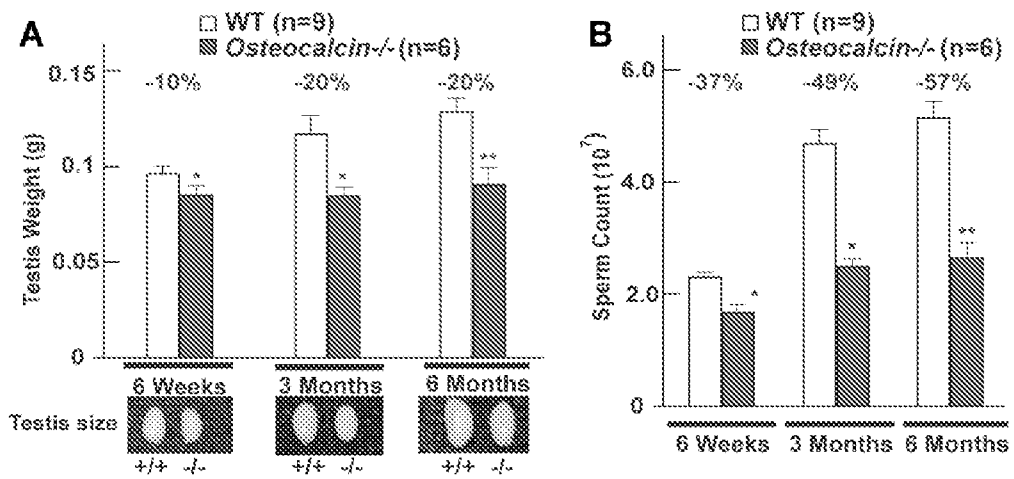 A
WT (n=9)
Osteocalcin-/- (n=6)
-10%
-20%
-20%
Testis Weight (g)
0.15
0.1
0.05
0
*
*
**
6 Weeks
3 Months
6 Months
Testis size
+/+ -/-
+/+ -/-
+/+ -/-
B
WT (n=9)
Osteocalcin-/- (n=6)
-37%
-49%
-57%
Sperm Count (10⁷)
6.0
4.0
2.0
0
*
*
**
6 Weeks
3 Months
6 Months